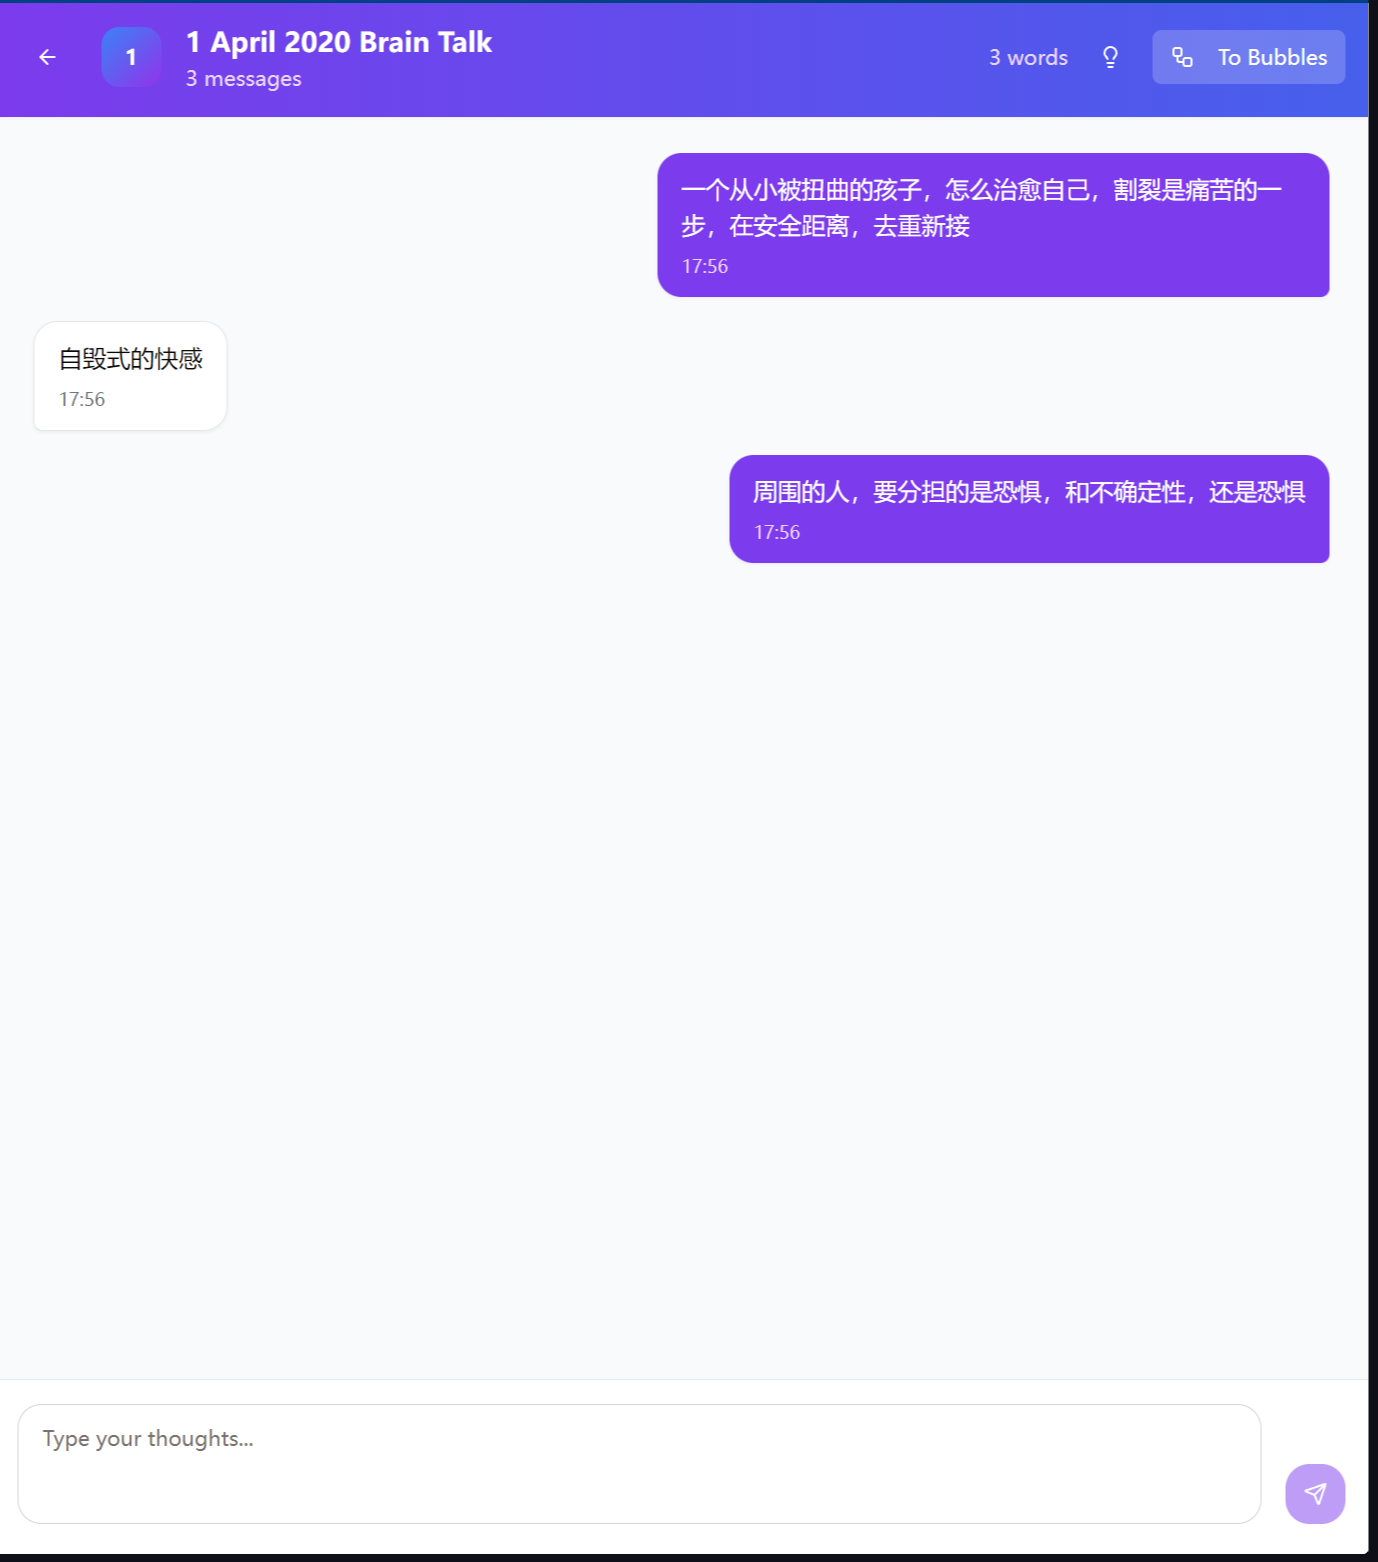 1
1 April 2020 Brain Talk
3 messages
3 words
To Bubbles
一个从小被扭曲的孩子，怎么治愈自己，割裂是痛苦的一
步，在安全距离，去重新接
17:56
自毁式的快感
17:56
周围的人，要分担的是恐惧，和不确定性，还是恐惧
17:56
Type your thoughts...